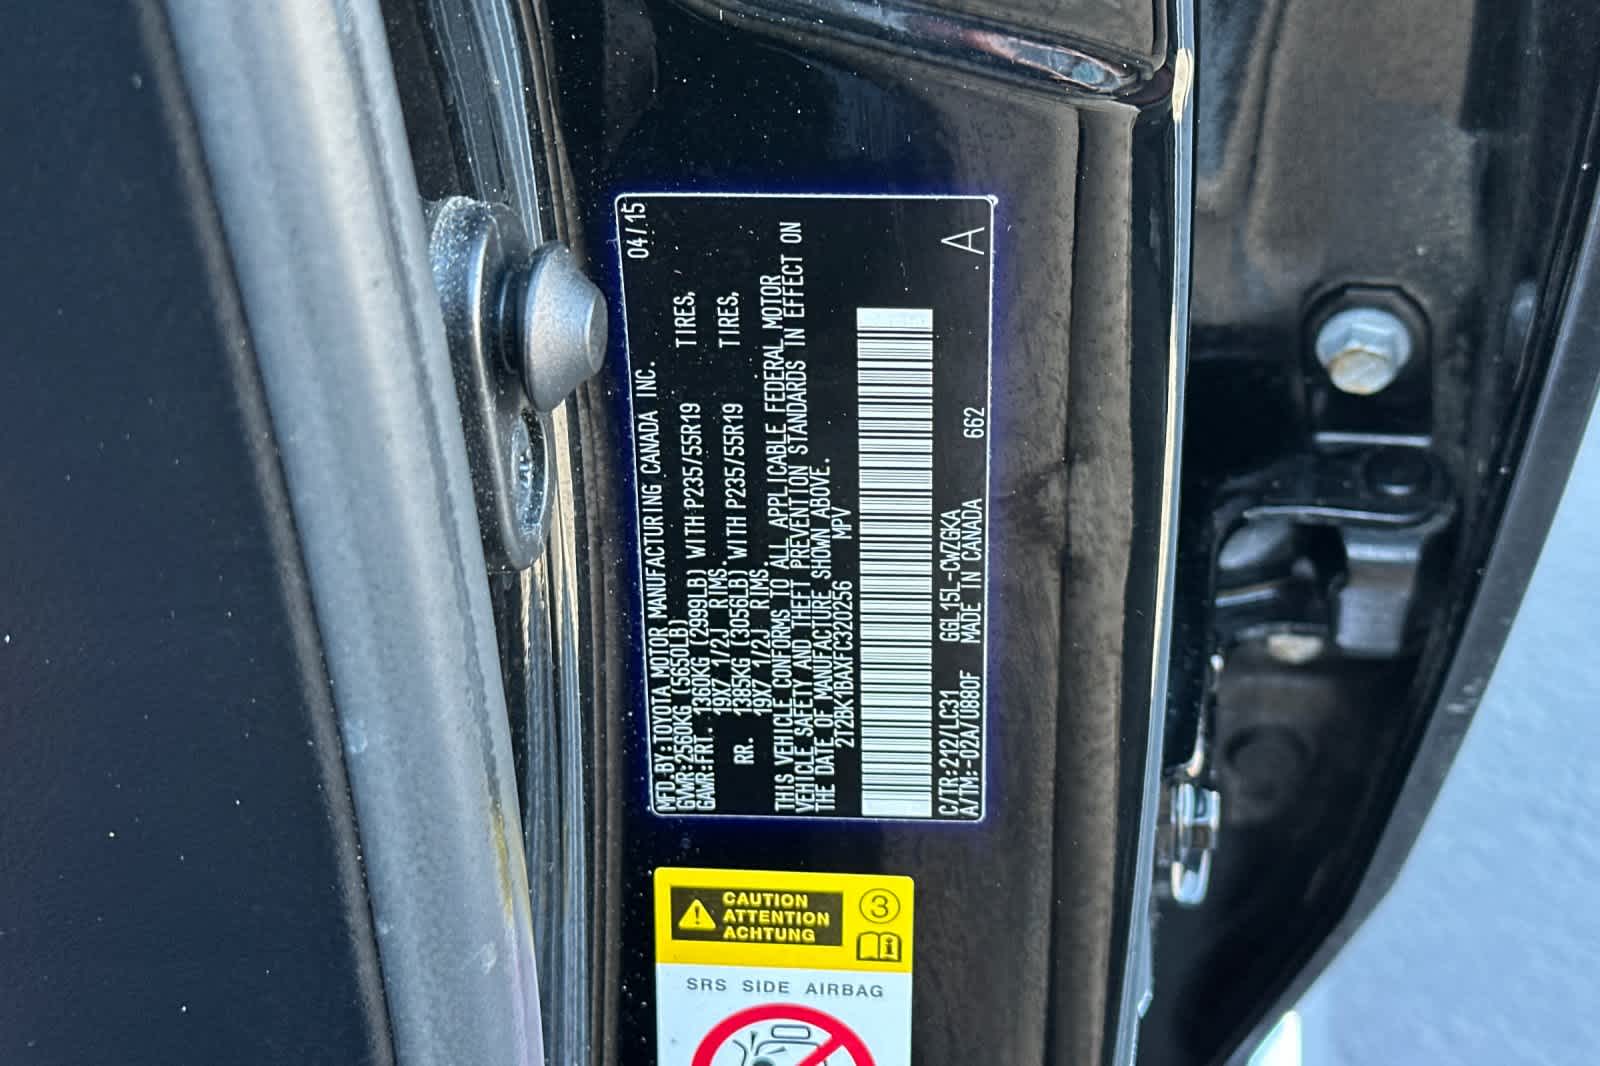 MFD.BY:TOYOTA MOTOR MANUFACTURING CANADA INC. 04/15
GVWR:2560KG (5650LB)
GAWR:FRT. 1360KG (2999LB) WITH P235/55R19 TIRES,
19X7 1/2J RIMS.
RR. 1385KG (3056LB) WITH P235/55R19 TIRES,
19X7 1/2J RIMS.
THIS VEHICLE CONFORMS TO ALL APPLICABLE FEDERAL MOTOR
VEHICLE SAFETY AND THEFT PREVENTION STANDARDS IN EFFECT ON
THE DATE OF MANUFACTURE SHOWN ABOVE.
2T2BK1BAXFC320256 MPV
C/TR:212/LC31 GGL15L-CWZGKA A
A/TM:-02A/U880F MADE IN CANADA 662
CAUTION
ATTENTION
ACHTUNG
3
i
SRS SIDE AIRBAG